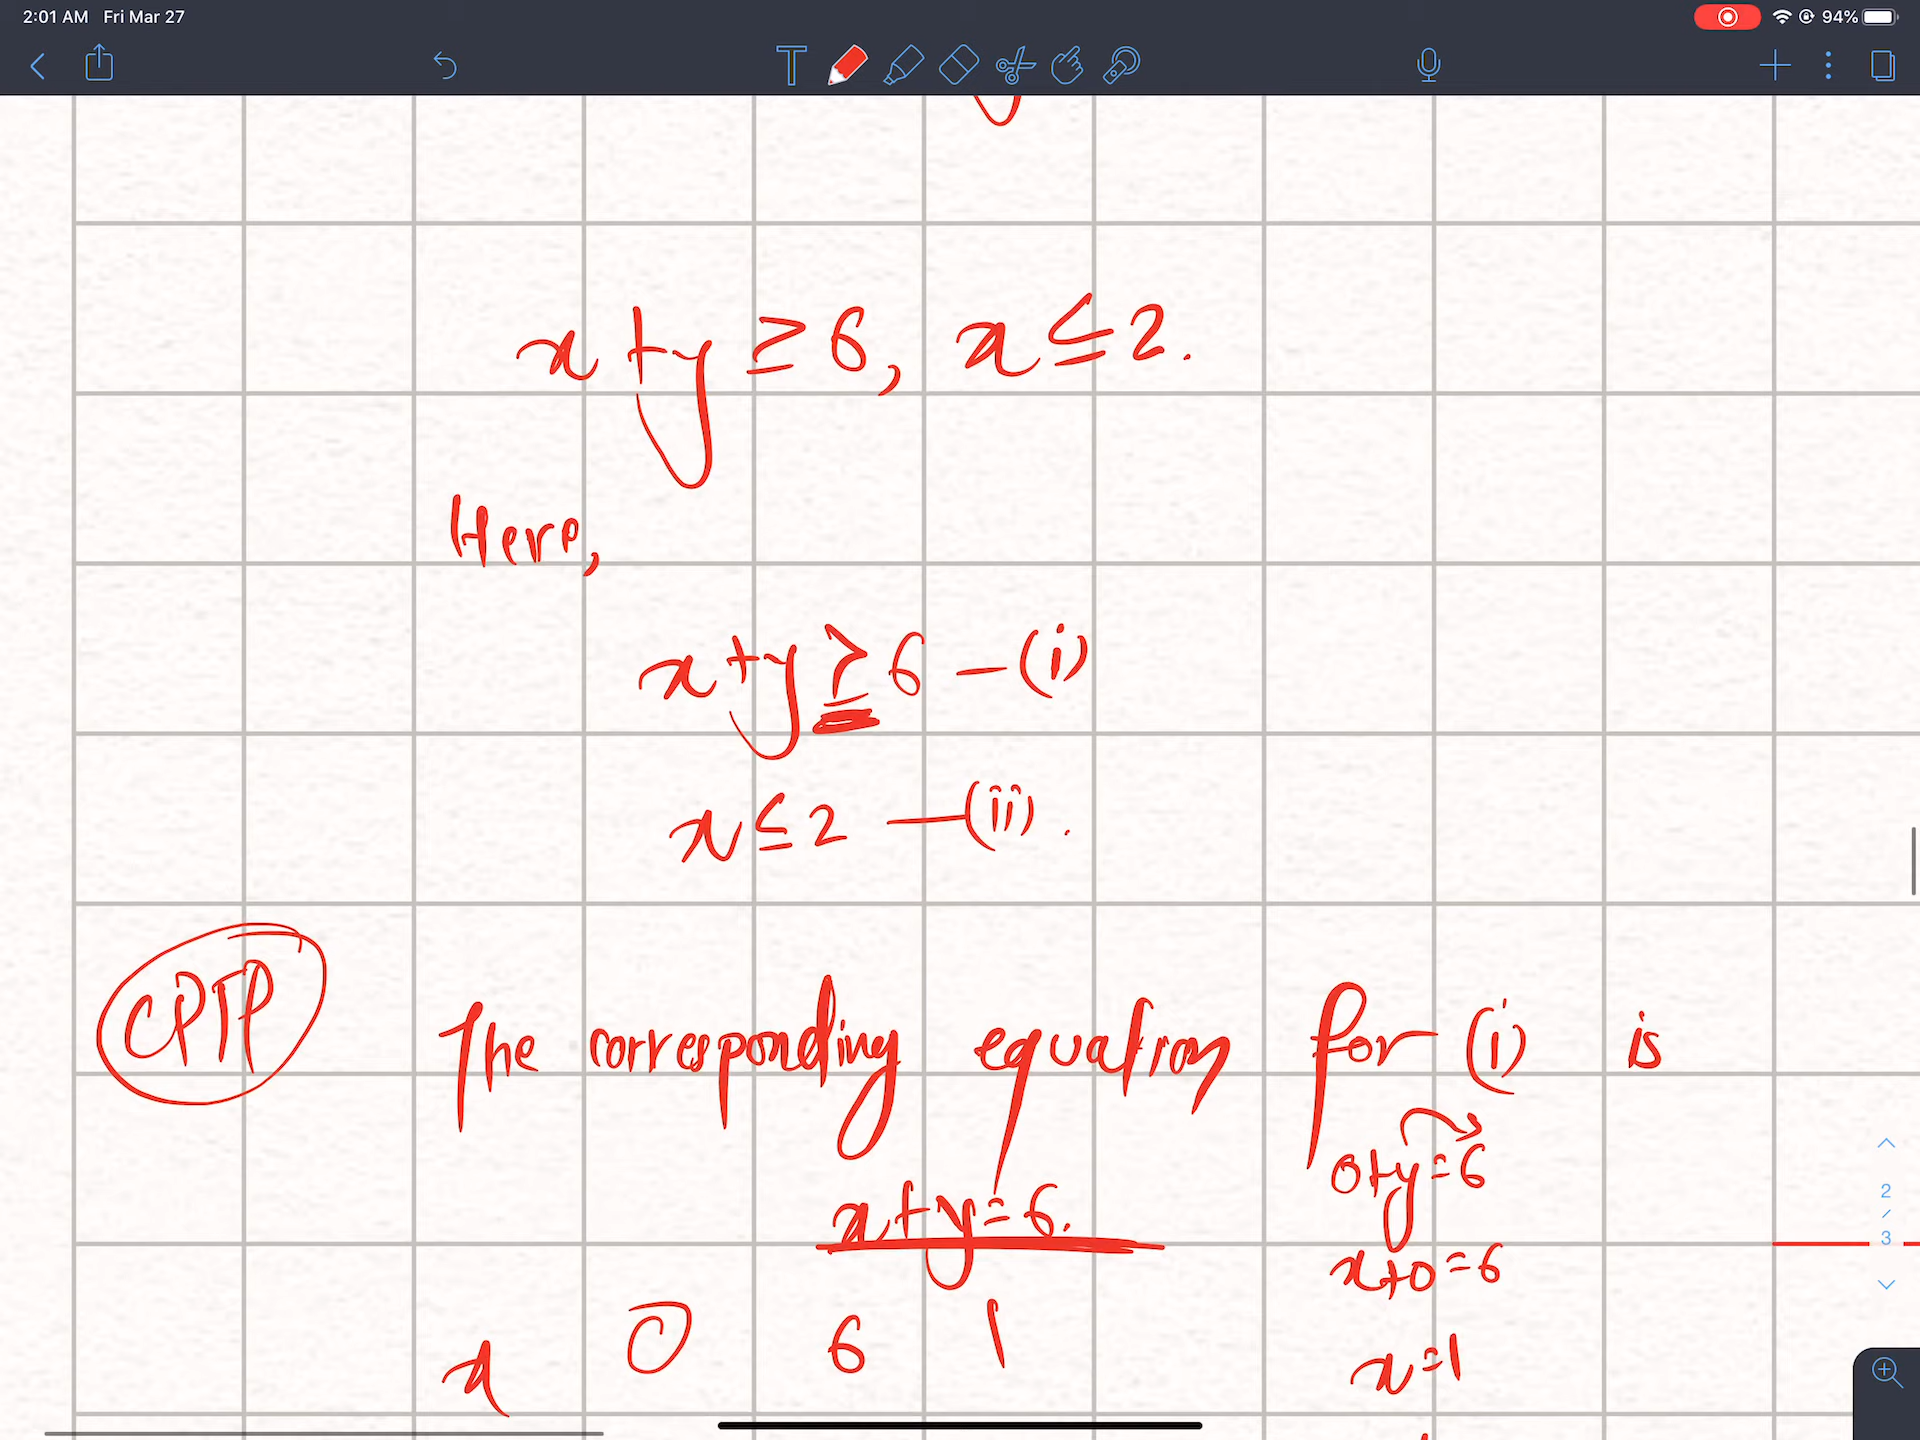 2:01 AM Fri Mar 27
94%
x + y ≥ 6, x ≤ 2.
Here,
x + y ≥ 6 — (i)
x ≤ 2 — (ii).
CPTP
The corresponding equation for (i) is
0+y=6
x+y=6.
x+0=6
x 0 6 1
x=1
2
/
3